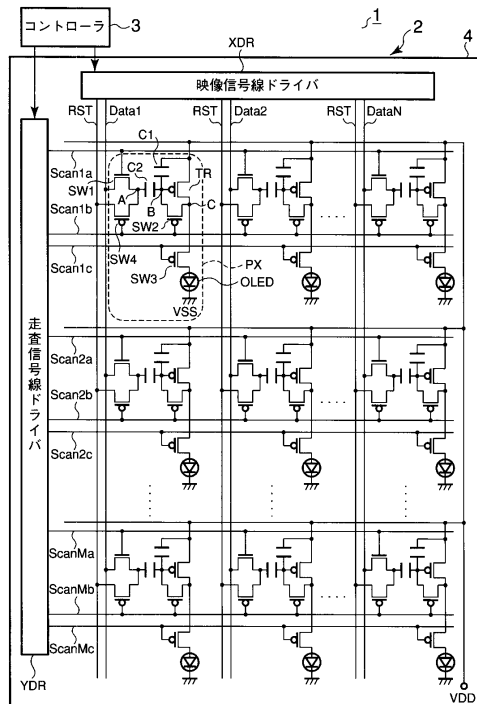 コントローラ
3
1
2
4
XDR
映像信号線ドライバ
RST Data1 RST Data2 RST DataN
C1
Scan1a
C2
TR
SW1
A
B
C
Scan1b
SW2
SW4
Scan1c
SW3
PX
OLED
VSS
走査信号線ドライバ
Scan2a
Scan2b
Scan2c
ScanMa
ScanMb
ScanMc
YDR
VDD